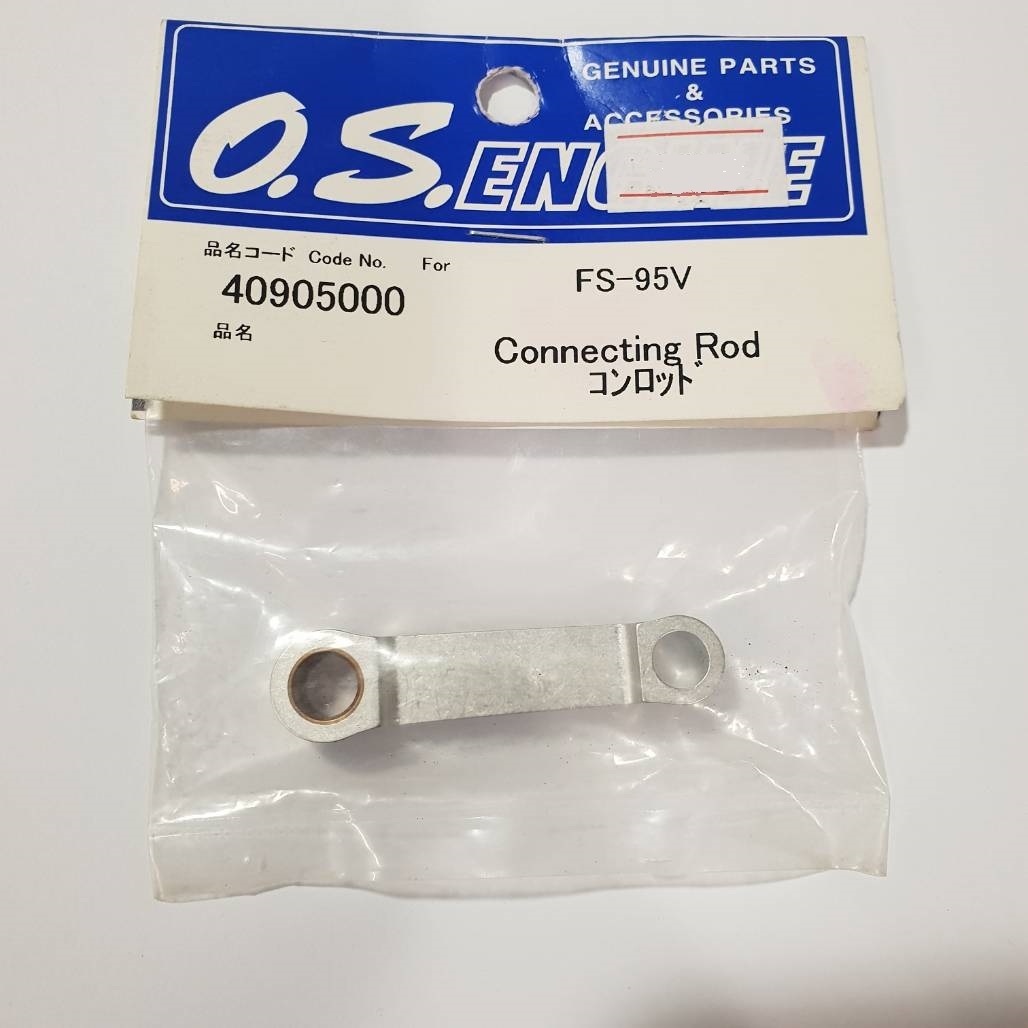 GENUINE PARTS
&
ACCESSORIES
O.S.ENGINE
品名コード Code No. For
40905000
FS-95V
品名
Connecting Rod
コンロッド